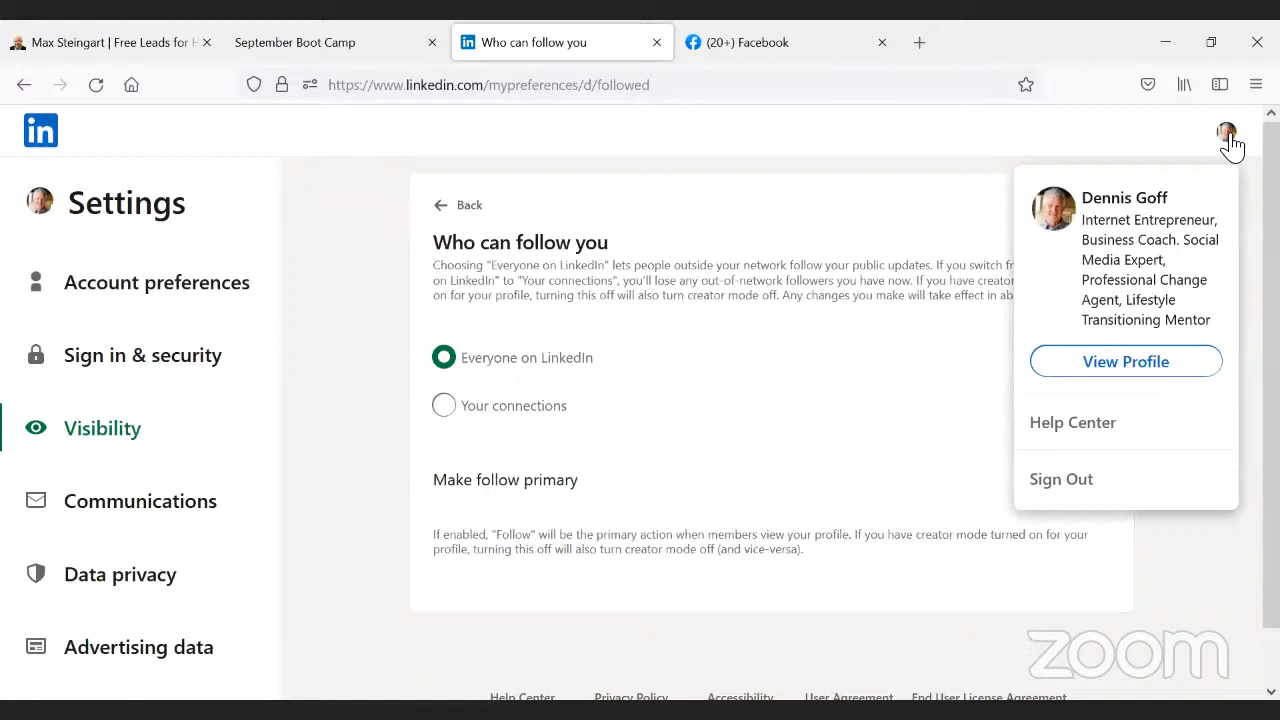 Max Steingart | Free Leads for
September Boot Camp
Who can follow you
(20+) Facebook
https://www.linkedin.com/mypreferences/d/followed
in
Settings
Account preferences
Sign in & security
Visibility
Communications
Data privacy
Advertising data
Back
Who can follow you
Choosing "Everyone on LinkedIn" lets people outside your network follow your public updates. If you switch
on LinkedIn" to "Your connections", you'll lose any out-of-network followers you have now. If you have
on for your profile, turning this off will also turn creator mode off. Any changes you make will take effect in
Everyone on LinkedIn
Your connections
Make follow primary
If enabled, "Follow" will be the primary action when members view your profile. If you have creator mode turned on for your
profile, turning this off will also turn creator mode off (and vice-versa).
Dennis Goff
Internet Entrepreneur,
Business Coach. Social
Media Expert,
Professional Change
Agent, Lifestyle
Transitioning Mentor
View Profile
Help Center
Sign Out
zoom
Help Center Privacy Policy Accessibility User Agreement End User License Agreement